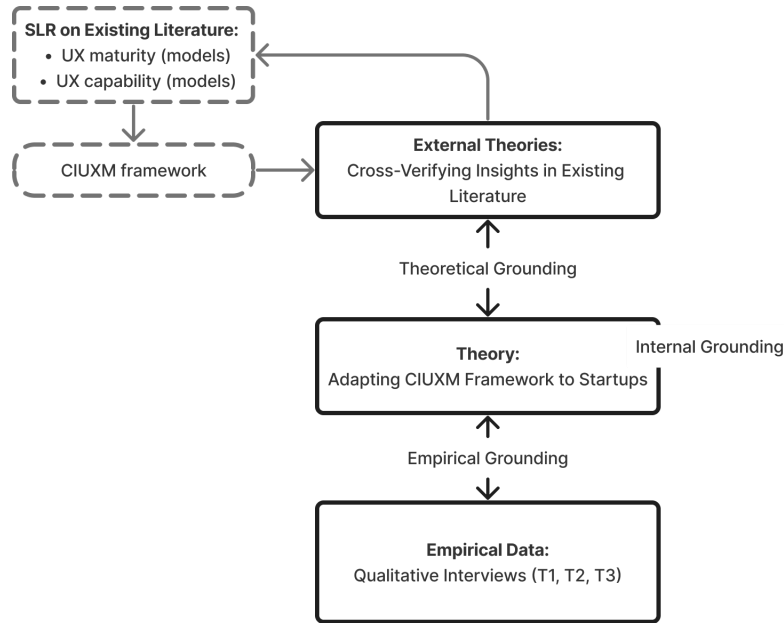 SLR on Existing Literature:
• UX maturity (models)
• UX capability (models)
CIUXM framework
External Theories:
Cross-Verifying Insights in Existing
Literature
Theoretical Grounding
Theory:
Adapting CIUXM Framework to Startups
Internal Grounding
Empirical Grounding
Empirical Data:
Qualitative Interviews (T1, T2, T3)